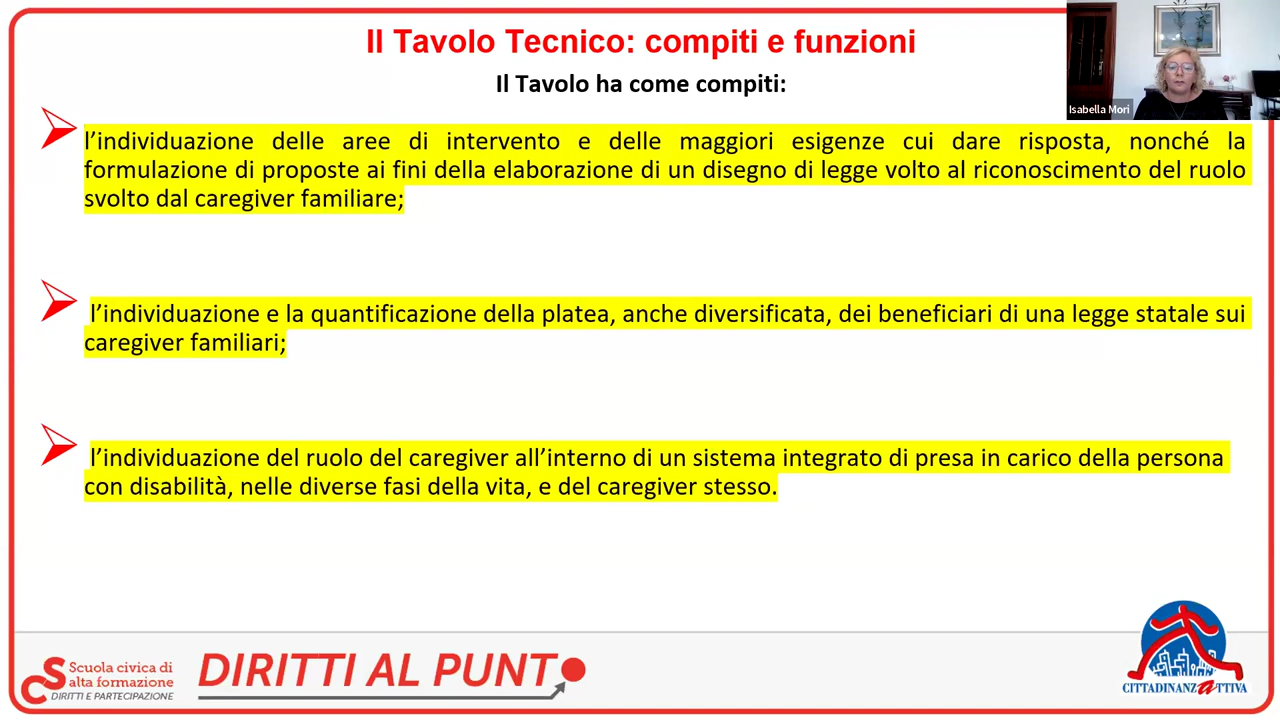 Il Tavolo Tecnico: compiti e funzioni
Il Tavolo ha come compiti:
Isabella Mori
l’individuazione delle aree di intervento e delle maggiori esigenze cui dare risposta, nonché la
formulazione di proposte ai fini della elaborazione di un disegno di legge volto al riconoscimento del ruolo
svolto dal caregiver familiare;
l’individuazione e la quantificazione della platea, anche diversificata, dei beneficiari di una legge statale sui
caregiver familiari;
l’individuazione del ruolo del caregiver all’interno di un sistema integrato di presa in carico della persona
con disabilità, nelle diverse fasi della vita, e del caregiver stesso.
CS Scuola civica di
alta formazione
DIRITTI E PARTECIPAZIONE
DIRITTI AL PUNTO
CITTADINANZATTIVA